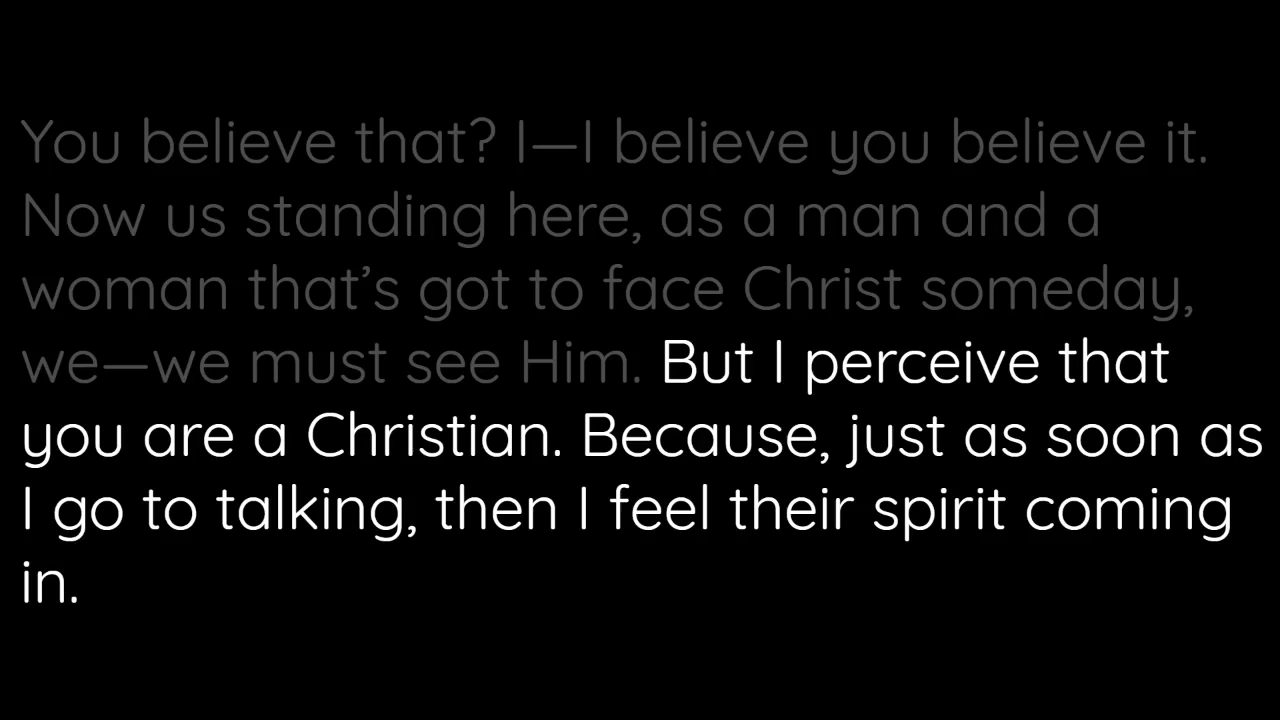 You believe that? I—I believe you believe it.
Now us standing here, as a man and a
woman that’s got to face Christ someday,
we—we must see Him. But I perceive that
you are a Christian. Because, just as soon as
I go to talking, then I feel their spirit coming
in.